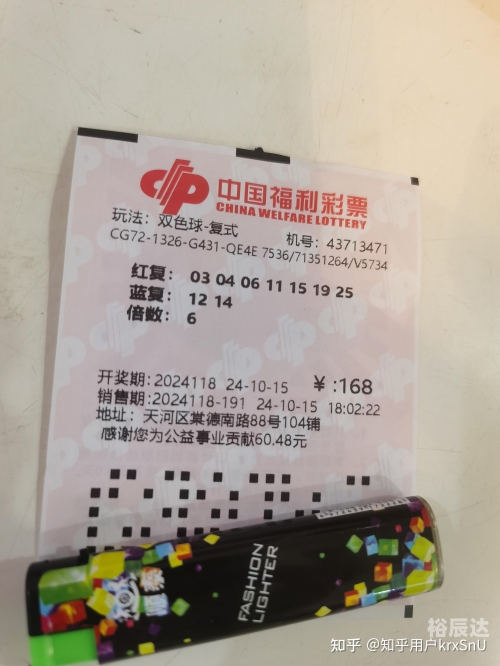 中国福利彩票
CHINA WELFARE LOTTERY
玩法：双色球-复式 机号：43713471
CG72-1326-G431-QE4E 7536/71351264/V5734
红复： 03 04 06 11 15 19 25
蓝复： 12 14
倍数： 6
开奖期：2024118 24-10-15 ￥:168
销售期：2024118-191 24-10-15 18:02:22
地址：天河区棠德南路88号104铺
感谢您为公益事业贡献60.48元
FASHION
LIGHTER
裕辰达
知乎 @知乎用户krxSnU